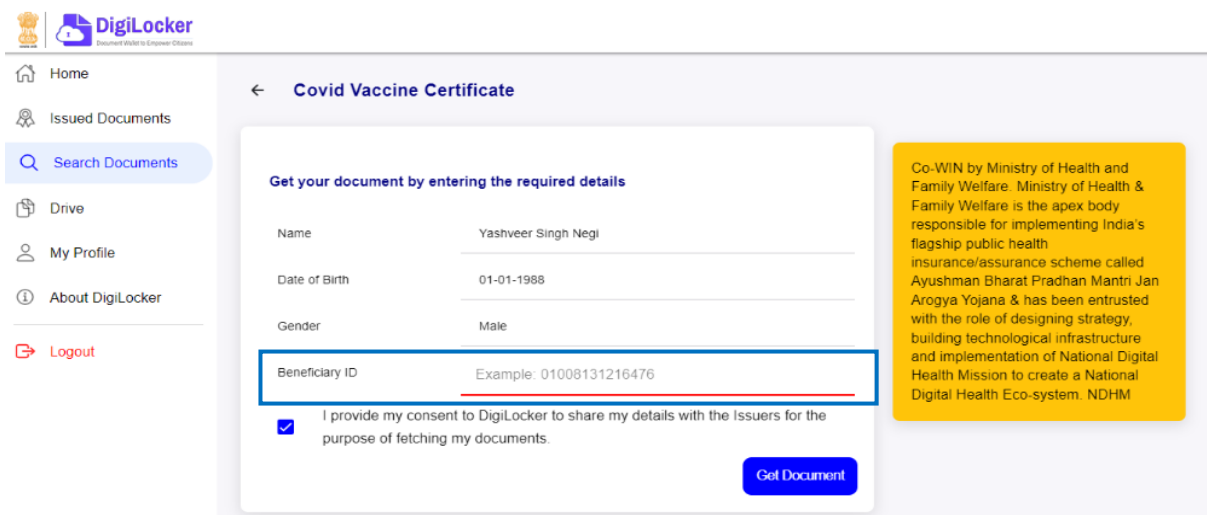 DigiLocker
Document Wallet to Empower Citizens
Home
Issued Documents
Search Documents
Drive
My Profile
About DigiLocker
Logout
Covid Vaccine Certificate
Get your document by entering the required details
Name Yashveer Singh Negi
Date of Birth 01-01-1988
Gender Male
Beneficiary ID Example: 01008131216476
I provide my consent to DigiLocker to share my details with the Issuers for the
purpose of fetching my documents.
Get Document
Co-WIN by Ministry of Health and
Family Welfare. Ministry of Health &
Family Welfare is the apex body
responsible for implementing India's
flagship public health
insurance/assurance scheme called
Ayushman Bharat Pradhan Mantri Jan
Arogya Yojana & has been entrusted
with the role of designing strategy,
building technological infrastructure
and implementation of National Digital
Health Mission to create a National
Digital Health Eco-system. NDHM